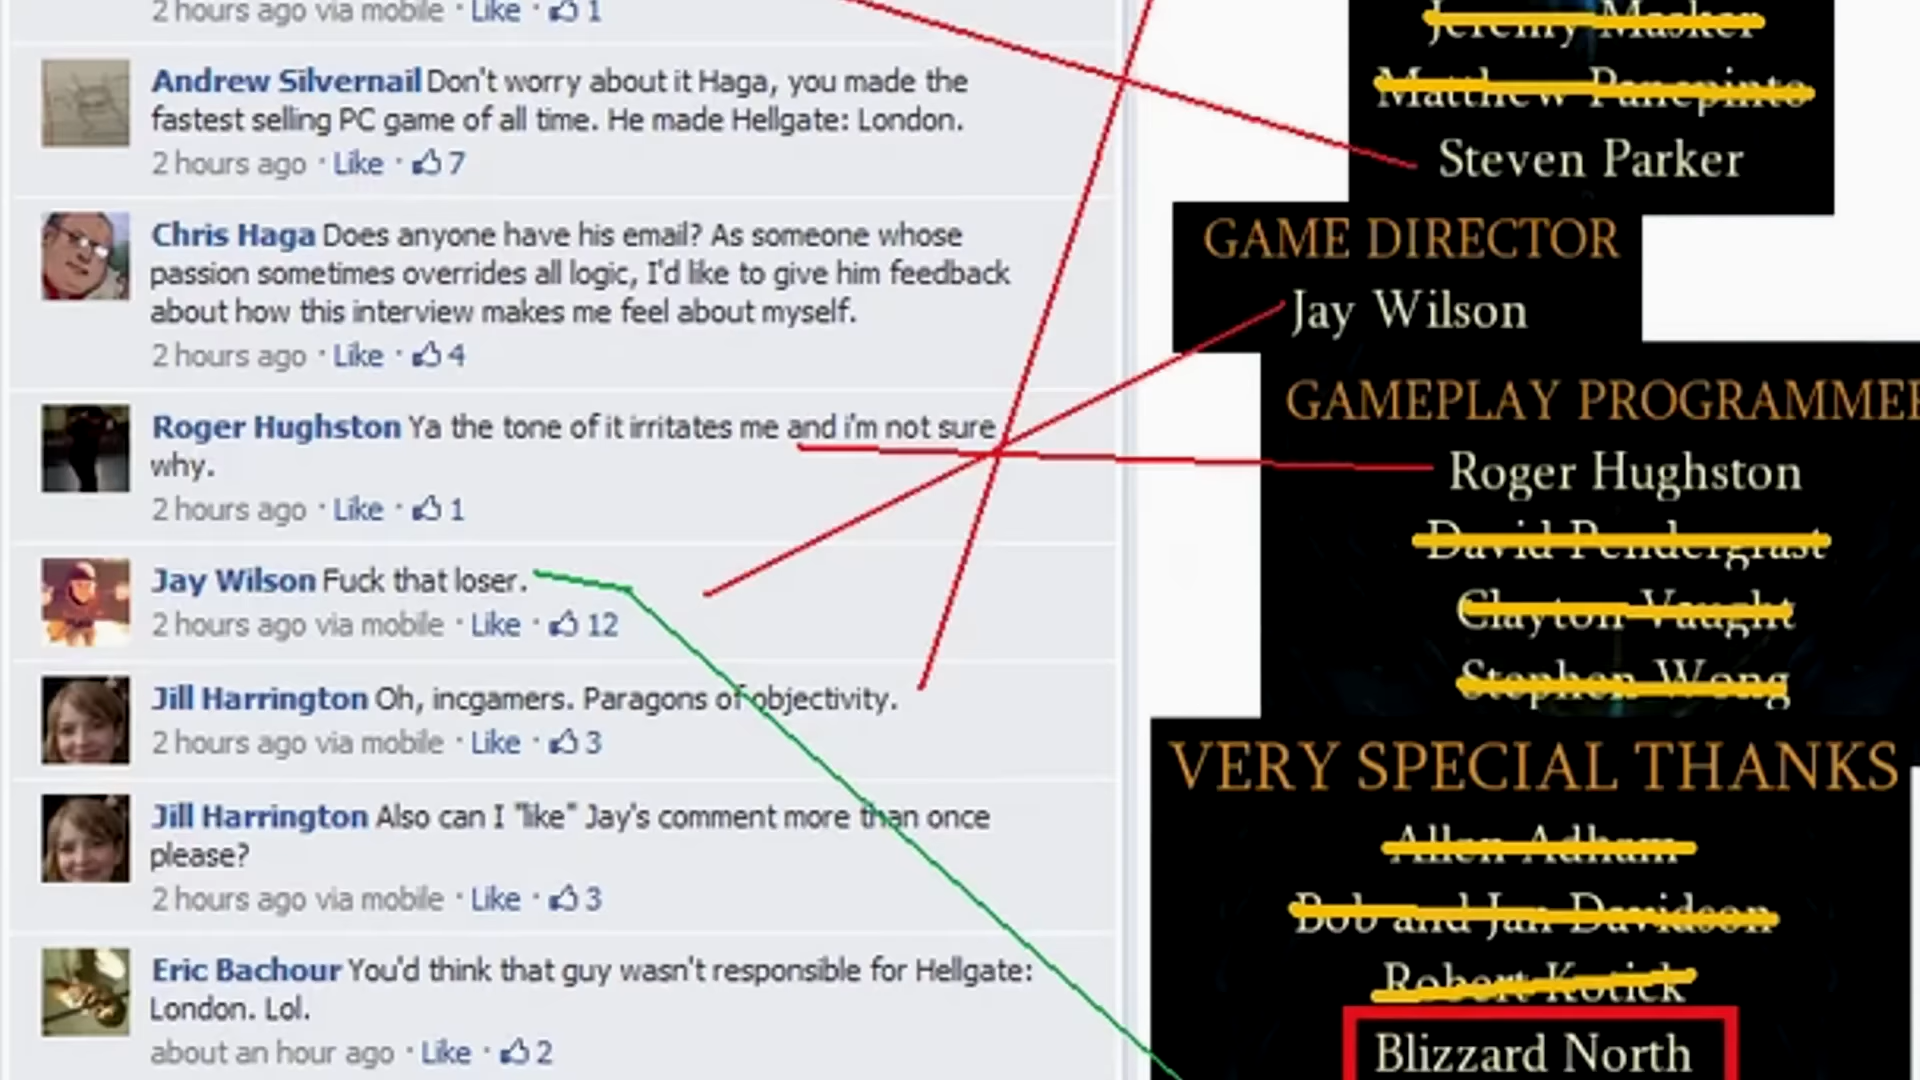 2 hours ago via mobile · Like · 1
Andrew Silvernail Don't worry about it Haga, you made the
fastest selling PC game of all time. He made Hellgate: London.
2 hours ago · Like · 7
Chris Haga Does anyone have his email? As someone whose
passion sometimes overrides all logic, I'd like to give him feedback
about how this interview makes me feel about myself.
2 hours ago · Like · 4
Roger Hughston Ya the tone of it irritates me and i'm not sure
why.
2 hours ago · Like · 1
Jay Wilson Fuck that loser.
2 hours ago via mobile · Like · 12
Jill Harrington Oh, incgamers. Paragons of objectivity.
2 hours ago via mobile · Like · 3
Jill Harrington Also can I "like" Jay's comment more than once
please?
2 hours ago via mobile · Like · 3
Eric Bachour You'd think that guy wasn't responsible for Hellgate:
London. Lol.
about an hour ago · Like · 2
Jeremy Masker
Matthew Panepinto
Steven Parker
GAME DIRECTOR
Jay Wilson
GAMEPLAY PROGRAMMER
Roger Hughston
David Pendergrast
Clayton Vaught
Stephen Wong
VERY SPECIAL THANKS
Allen Adham
Bob and Jan Davidson
Robert Kotick
Blizzard North